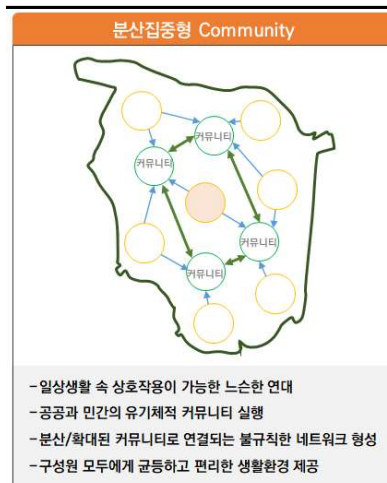 분산집중형 Community
커뮤니티
커뮤니티
커뮤니티
커뮤니티
-일상생활 속 상호작용이 가능한 느슨한 연대
-공공과 민간의 유기체적 커뮤니티 실행
-분산/확대된 커뮤니티로 연결되는 불규칙한 네트워크 형성
-구성원 모두에게 균등하고 편리한 생활환경 제공